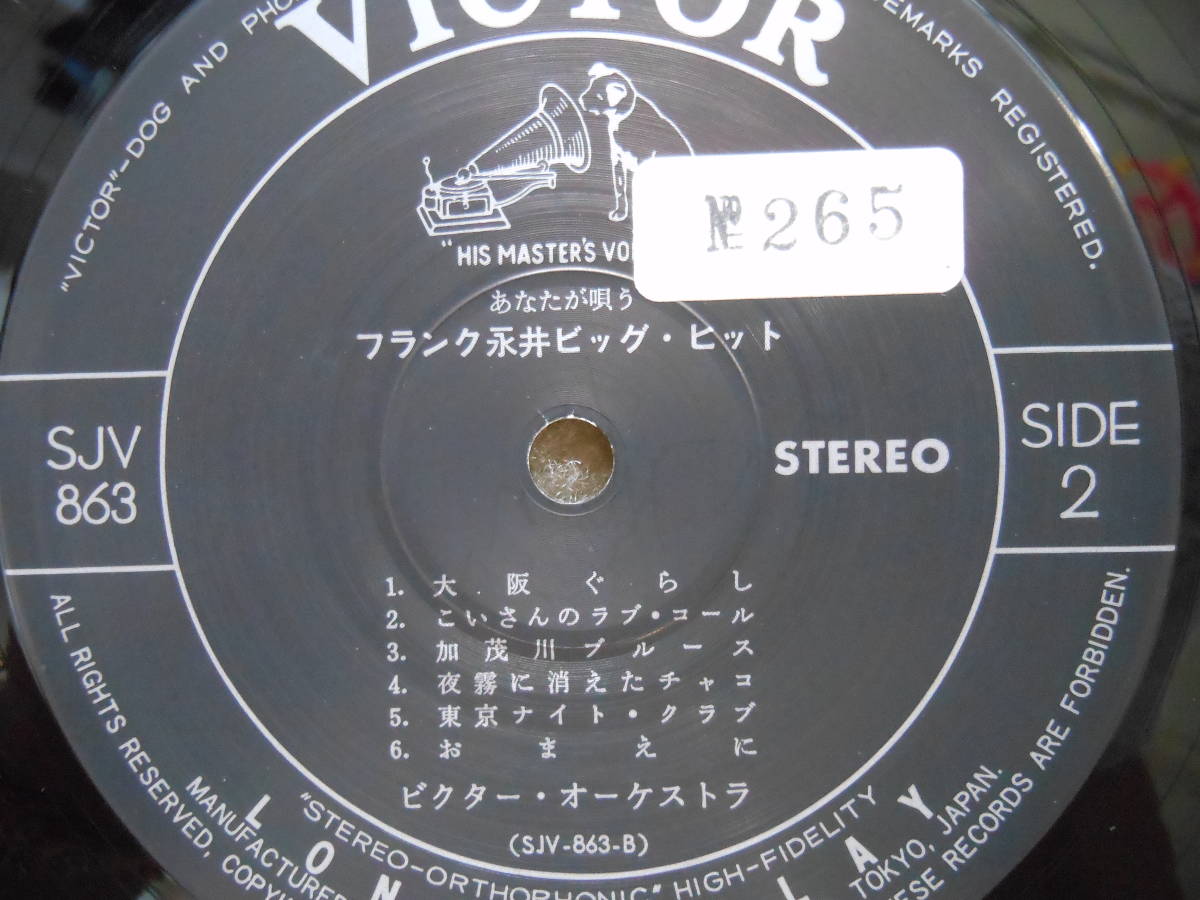 VICTOR
"VICTOR"-DOG AND
REGISTERED.
"HIS MASTER'S
№265
あなたが唄う
フランク永井ビッグ・ヒット
SJV
863
STEREO
SIDE
2
1. 大阪ぐらし
2. こいさんのラブ・コール
3. 加茂川ブルース
4. 夜霧に消えたチャコ
5. 東京ナイト・クラブ
6. おまえに
ビクター・オーケストラ
(SJV-863-B)
"STEREO-ORTHOPHONIC" HIGH-FIDELITY
LON
LAY
MANUFACTURED
TOKYO, JAPAN.
ALL RIGHTS RESERVED,
RECORDS ARE FORBIDDEN.